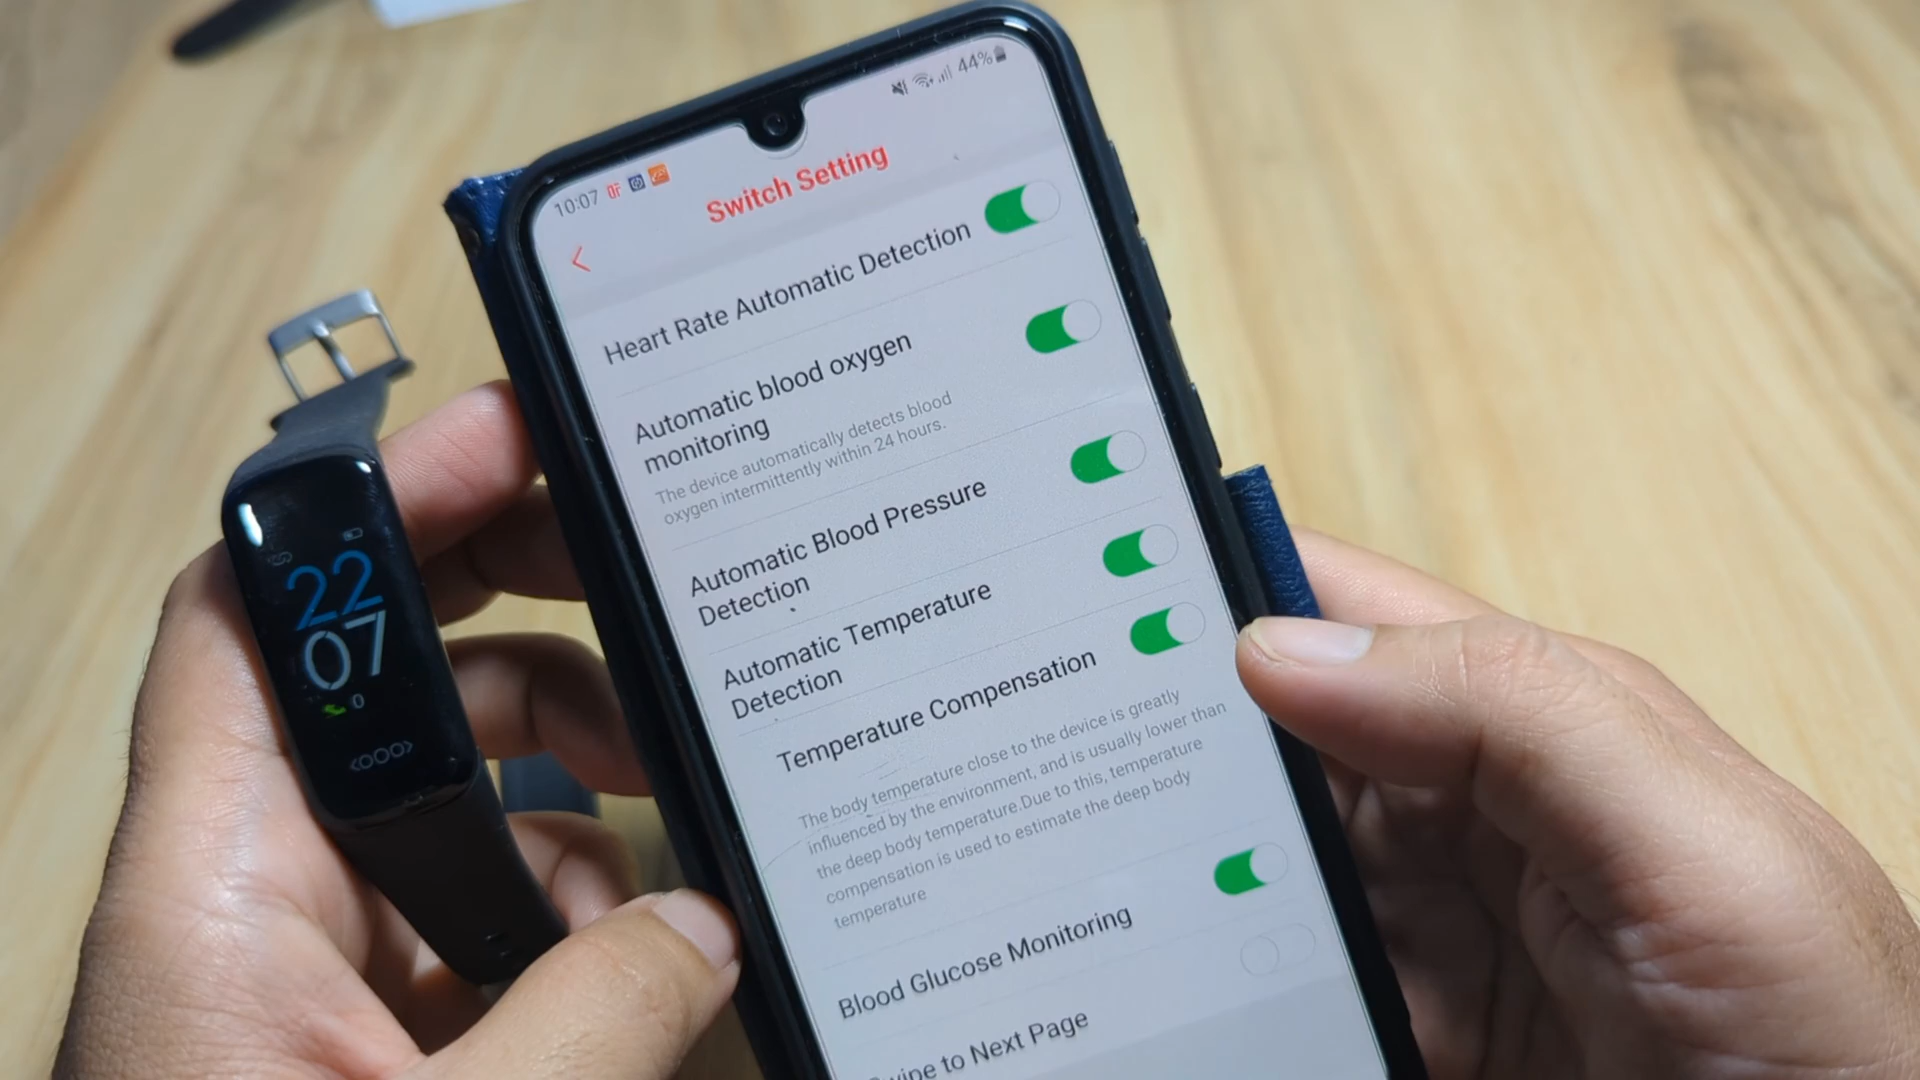 10:07
44%
Switch Setting
Heart Rate Automatic Detection
Automatic blood oxygen
monitoring
The device automatically detects blood
oxygen intermittently within 24 hours.
Automatic Blood Pressure
Detection
Automatic Temperature
Detection
Temperature Compensation
The body temperature close to the device is greatly
influenced by the environment, and is usually lower than
the deep body temperature.Due to this, temperature
compensation is used to estimate the deep body
temperature
Blood Glucose Monitoring
Swipe to Next Page
22
07
0